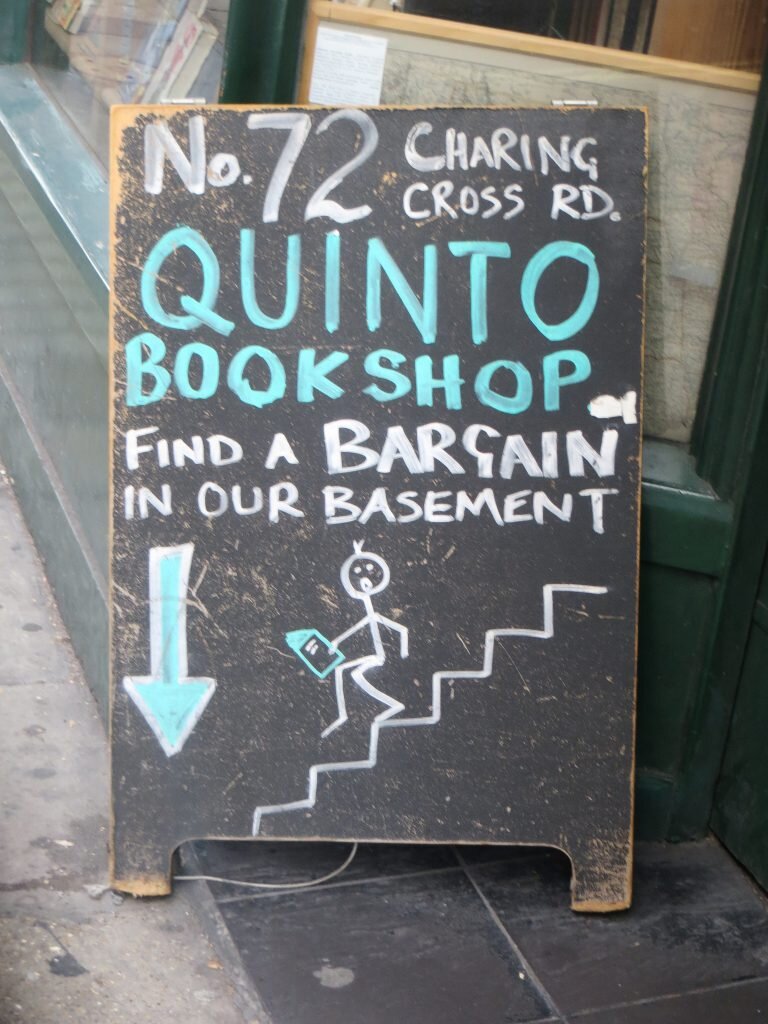 No. 72 CHARING
CROSS RD.
QUINTO
BOOKSHOP
FIND A BARGAIN
IN OUR BASEMENT